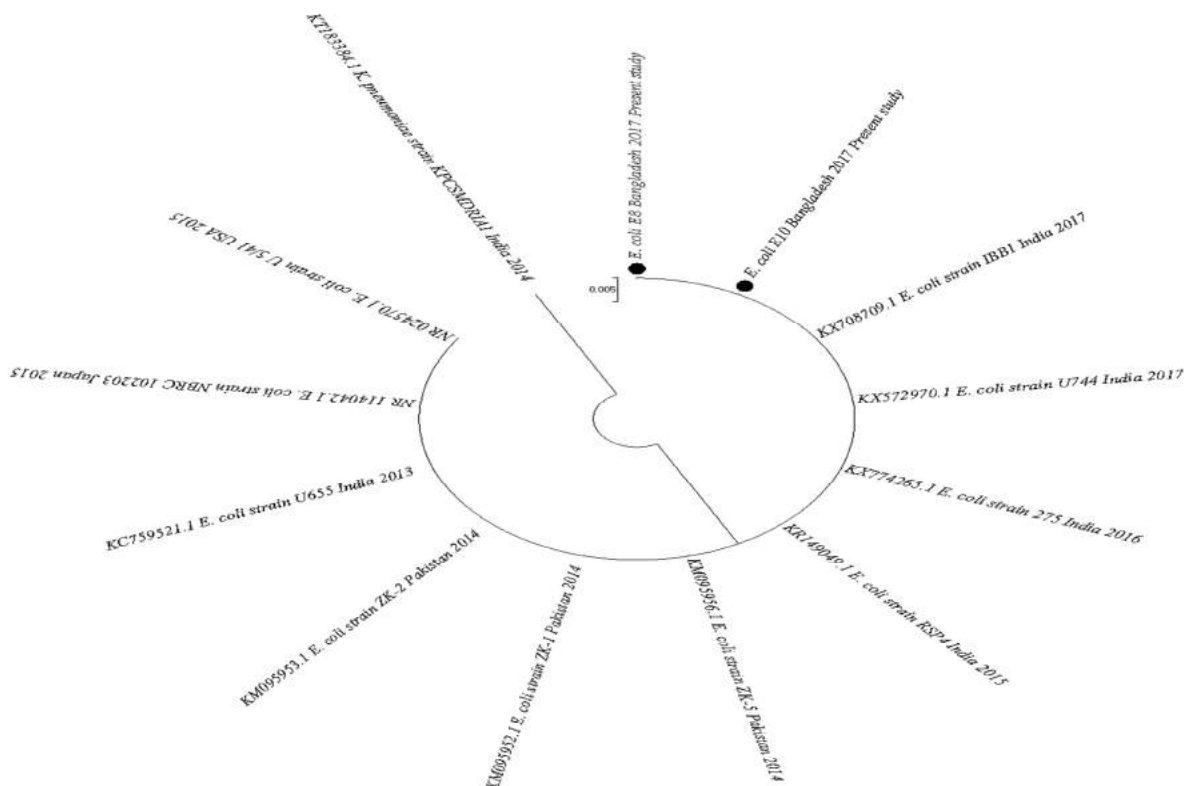 E. coli E8 Bangladesh 2017 Present study
E. coli E10 Bangladesh 2017 Present study
KX708709.1 E. coli strain IBB1 India 2017
KX572970.1 E. coli strain U744 India 2017
KX774265.1 E. coli strain 275 India 2016
KR149049.1 E. coli strain RSP4 India 2015
KM095956.1 E. coli strain ZK-5 Pakistan 2014
KM095952.1 E. coli strain ZK-1 Pakistan 2014
KM095953.1 E. coli strain ZK-2 Pakistan 2014
KC759521.1 E. coli strain U655 India 2013
NR 114042.1 E. coli strain NBRC 102203 Japan 2015
NR 024570.1 E. coli strain U 5/41 USA 2015
KT183384.1 K. pneumoniae strain KPCSMDRIA1 India 2014
0.005